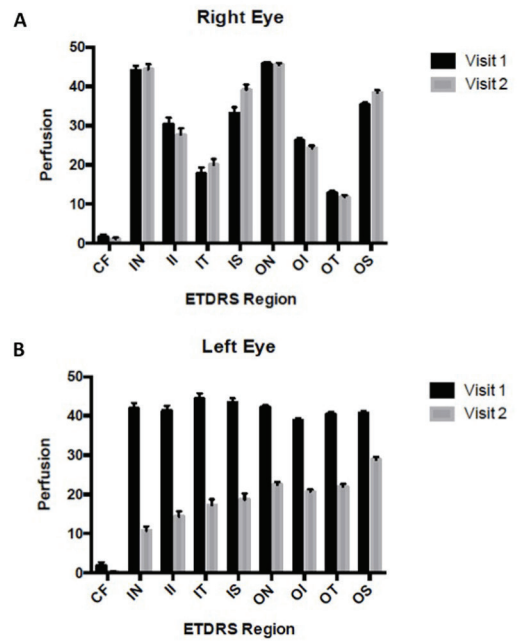 A
Right Eye
50
40
30
20
10
0
Perfusion
CF IN II IT IS ON OI OT OS
ETDRS Region
Visit 1
Visit 2
B
Left Eye
50
40
30
20
10
0
Perfusion
CF IN II IT IS ON OI OT OS
ETDRS Region
Visit 1
Visit 2